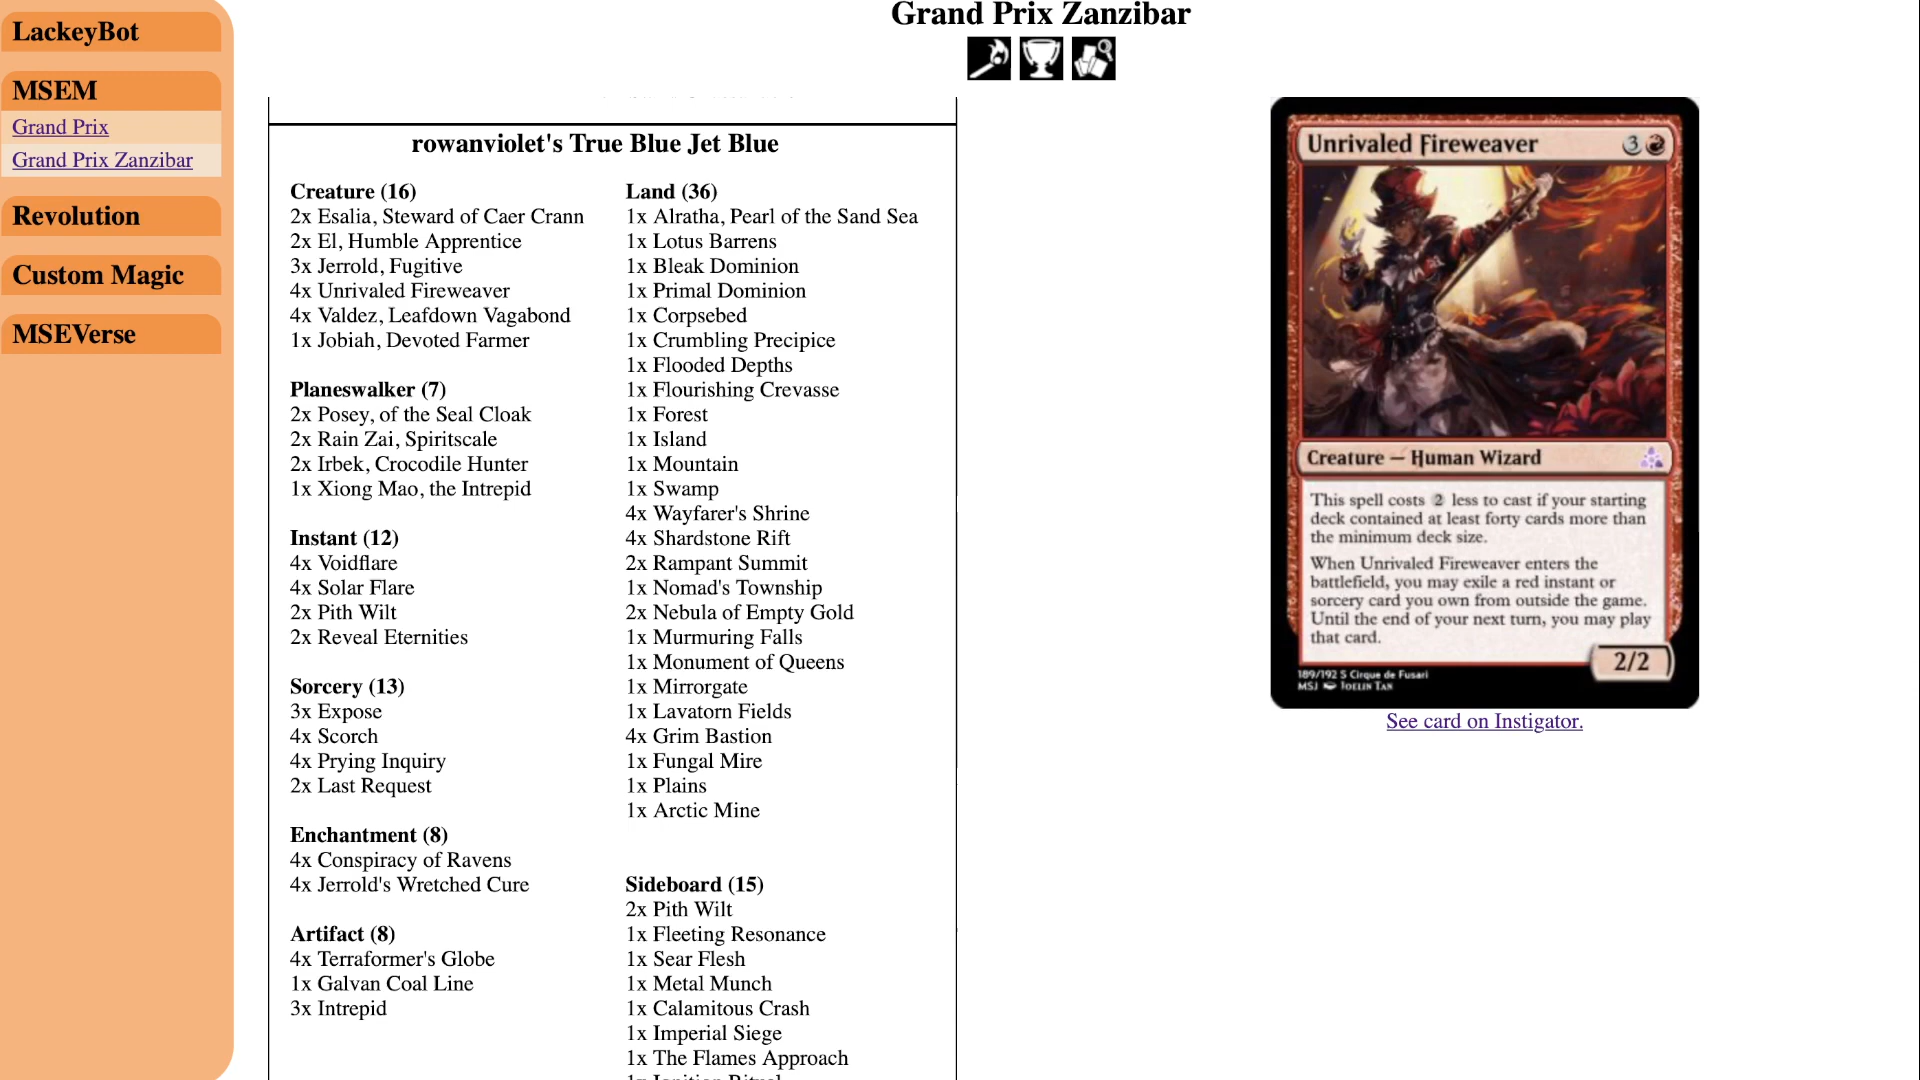 LackeyBot
MSEM
Grand Prix
Grand Prix Zanzibar
Revolution
Custom Magic
MSEVerse
Grand Prix Zanzibar
rowanviolet's True Blue Jet Blue
Creature (16)
2x Esalia, Steward of Caer Crann
2x El, Humble Apprentice
3x Jerrold, Fugitive
4x Unrivaled Fireweaver
4x Valdez, Leafdown Vagabond
1x Jobiah, Devoted Farmer
Planeswalker (7)
2x Posey, of the Seal Cloak
2x Rain Zai, Spiritscale
2x Irbek, Crocodile Hunter
1x Xiong Mao, the Intrepid
Instant (12)
4x Voidflare
4x Solar Flare
2x Pith Wilt
2x Reveal Eternities
Sorcery (13)
3x Expose
4x Scorch
4x Prying Inquiry
2x Last Request
Enchantment (8)
4x Conspiracy of Ravens
4x Jerrold's Wretched Cure
Artifact (8)
4x Terraformer's Globe
1x Galvan Coal Line
3x Intrepid
Land (36)
1x Alratha, Pearl of the Sand Sea
1x Lotus Barrens
1x Bleak Dominion
1x Primal Dominion
1x Corpsebed
1x Crumbling Precipice
1x Flooded Depths
1x Flourishing Crevasse
1x Forest
1x Island
1x Mountain
1x Swamp
4x Wayfarer's Shrine
4x Shardstone Rift
2x Rampant Summit
1x Nomad's Township
2x Nebula of Empty Gold
1x Murmuring Falls
1x Monument of Queens
1x Mirrorgate
1x Lavatorn Fields
4x Grim Bastion
1x Fungal Mire
1x Plains
1x Arctic Mine
Sideboard (15)
2x Pith Wilt
1x Fleeting Resonance
1x Sear Flesh
1x Metal Munch
1x Calamitous Crash
1x Imperial Siege
1x The Flames Approach
Unrivaled Fireweaver 3
Creature — Human Wizard
This spell costs 2 less to cast if your starting
deck contained at least forty cards more than
the minimum deck size.
When Unrivaled Fireweaver enters the
battlefield, you may exile a red instant or
sorcery card you own from outside the game.
Until the end of your next turn, you may play
that card.
2/2
189/192 S Cirque de Fusari
MSJ Joelin Tan
See card on Instigator.